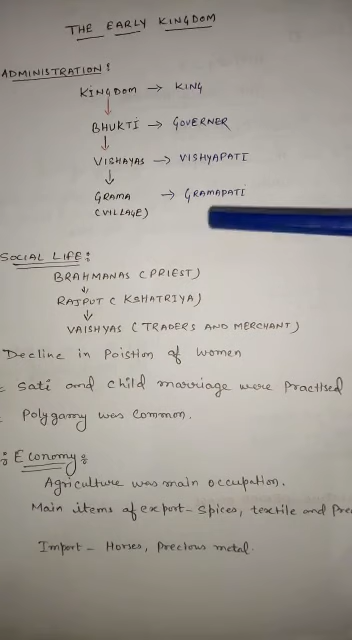 THE EARLY KINGDOM
ADMINISTRATION:
KINGDOM → KING
↓
BHUKTI → GOVERNER
↓
VISHAYAS → VISHYAPATI
↓
GRAMA → GRAMAPATI
(VILLAGE)
SOCIAL LIFE:
BRAHMANAS (PRIEST)
↓
RAJPUT (KSHATRIYA)
↓
VAISHYAS (TRADERS AND MERCHANT)
Decline in Poistion of women
Sati and child marriage were practised
Polygamy was common.
Economy:
Agriculture was main occupation.
Main items of export- spices, textile and Prec
Import - Horses, Precious metal.